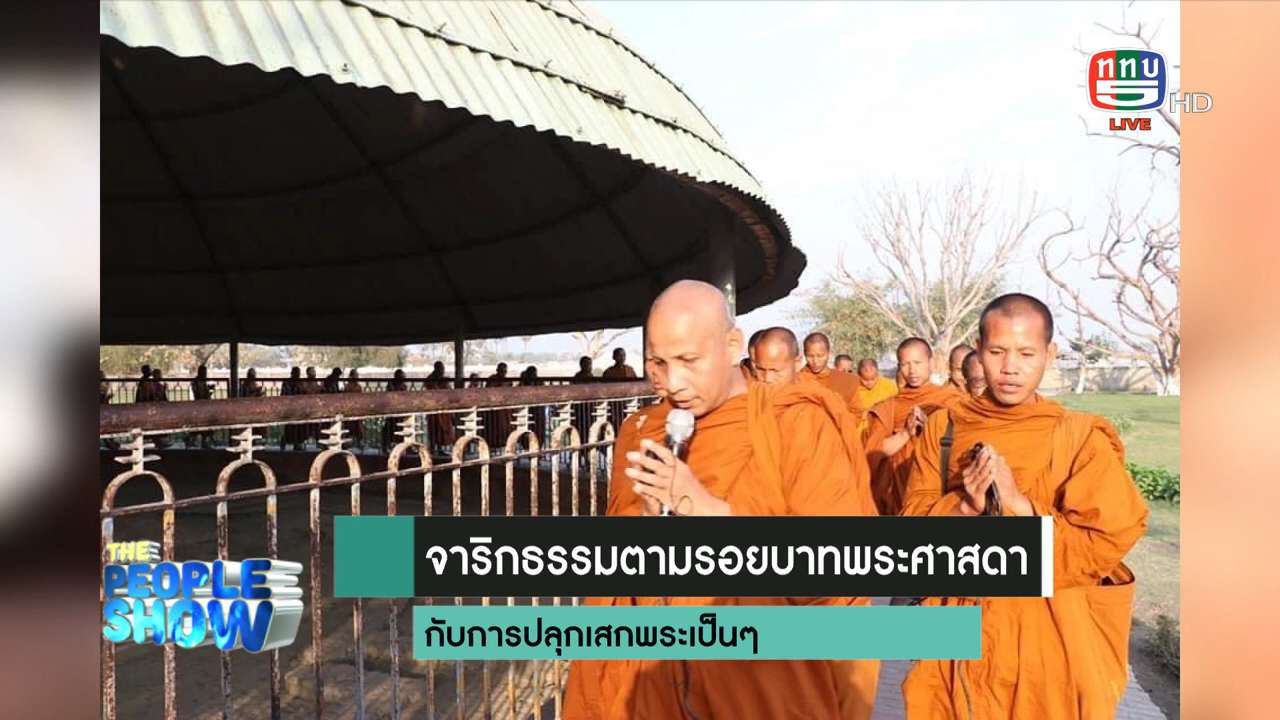 ททบ
5 HD
LIVE
จาริกธรรมตามรอยบาทพระศาสดา
กับการปลุกเสกพระเป็นๆ
THE
PEOPLE
SHOW